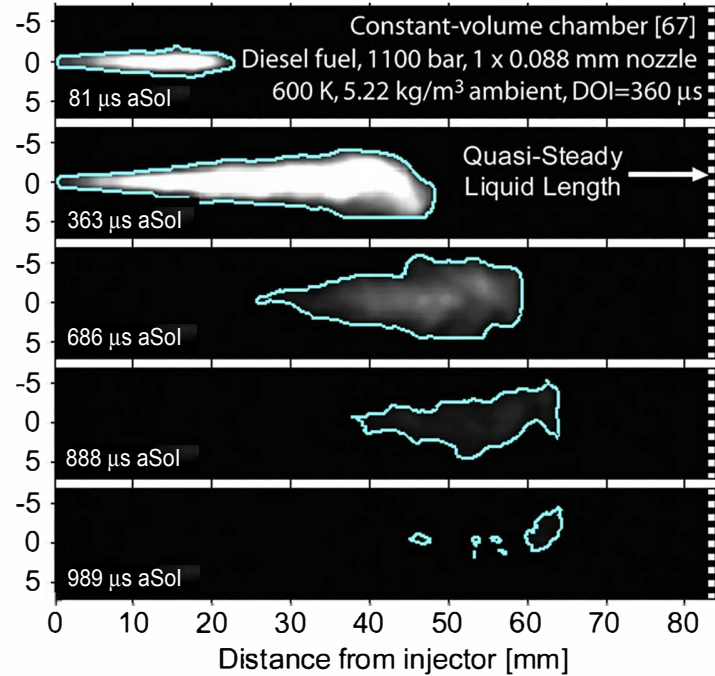 -5
0
5
Constant-volume chamber [67]
Diesel fuel, 1100 bar, 1 x 0.088 mm nozzle
600 K, 5.22 kg/m³ ambient, DOI=360 μs
81 μs aSoI
-5
0
5
Quasi-Steady
Liquid Length
363 μs aSoI
-5
0
5
686 μs aSoI
-5
0
5
888 μs aSoI
-5
0
5
989 μs aSoI
0 10 20 30 40 50 60 70 80
Distance from injector [mm]